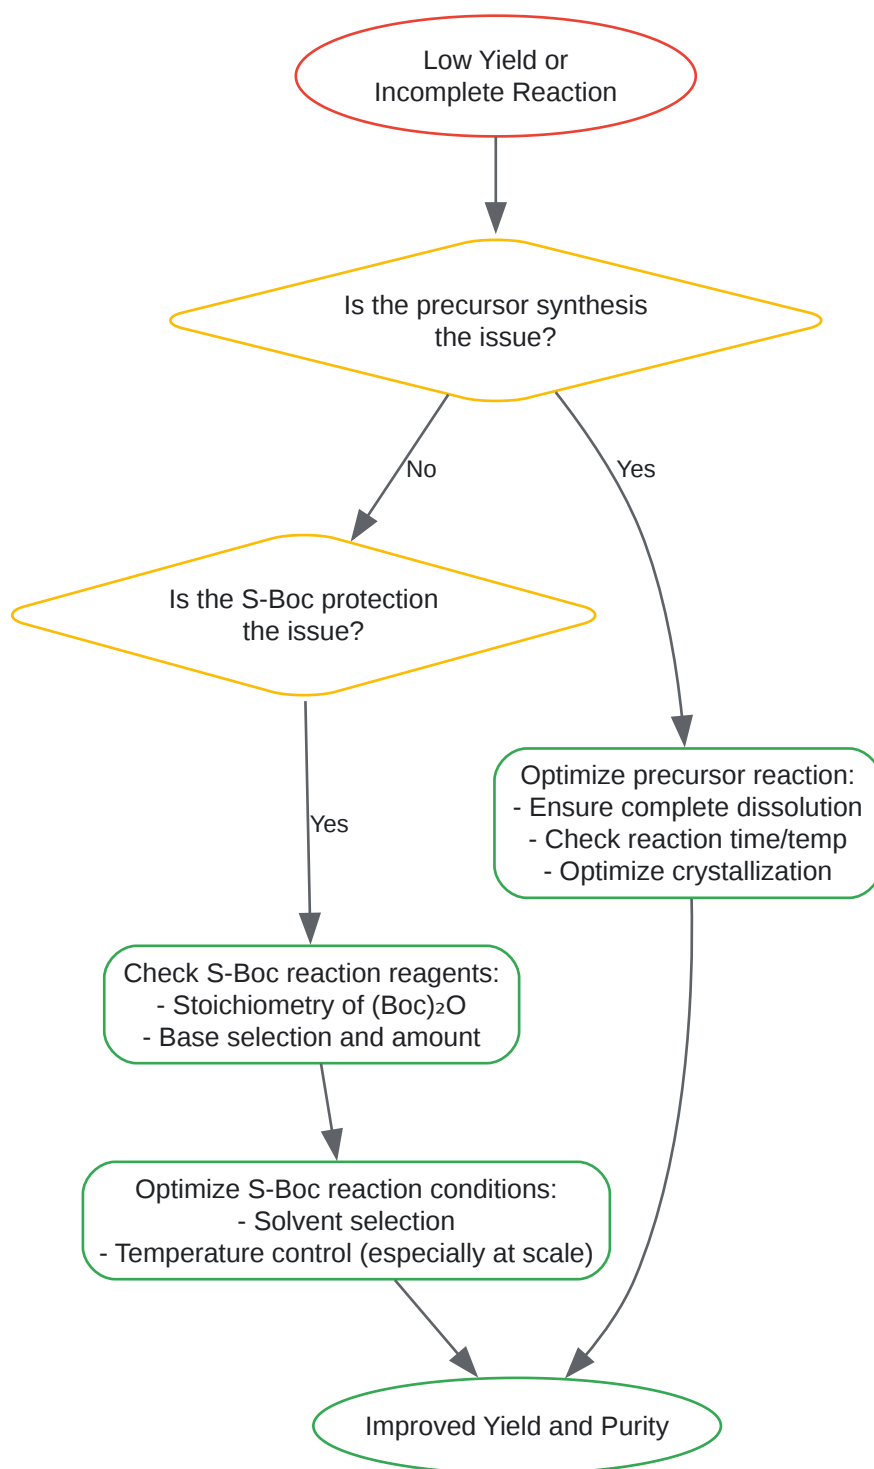 Low Yield or
Incomplete Reaction
Is the precursor synthesis
the issue?
No
Yes
Is the S-Boc protection
the issue?
Yes
Optimize precursor reaction:
- Ensure complete dissolution
- Check reaction time/temp
- Optimize crystallization
Check S-Boc reaction reagents:
- Stoichiometry of (Boc)₂O
- Base selection and amount
Optimize S-Boc reaction conditions:
- Solvent selection
- Temperature control (especially at scale)
Improved Yield and Purity